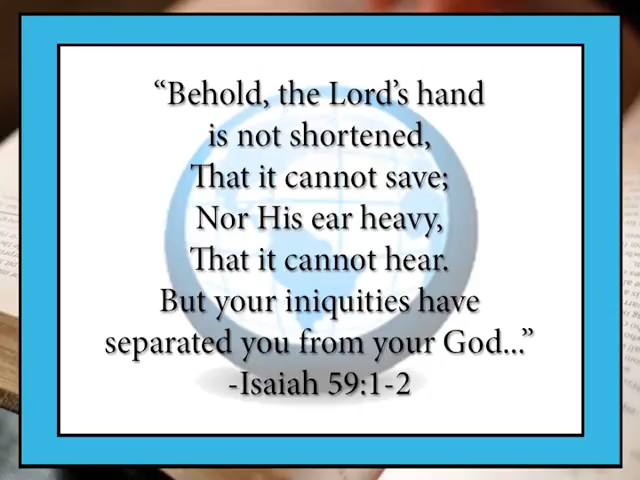 “Behold, the Lord’s hand
is not shortened,
That it cannot save;
Nor His ear heavy,
That it cannot hear.
But your iniquities have
separated you from your God...”
-Isaiah 59:1-2